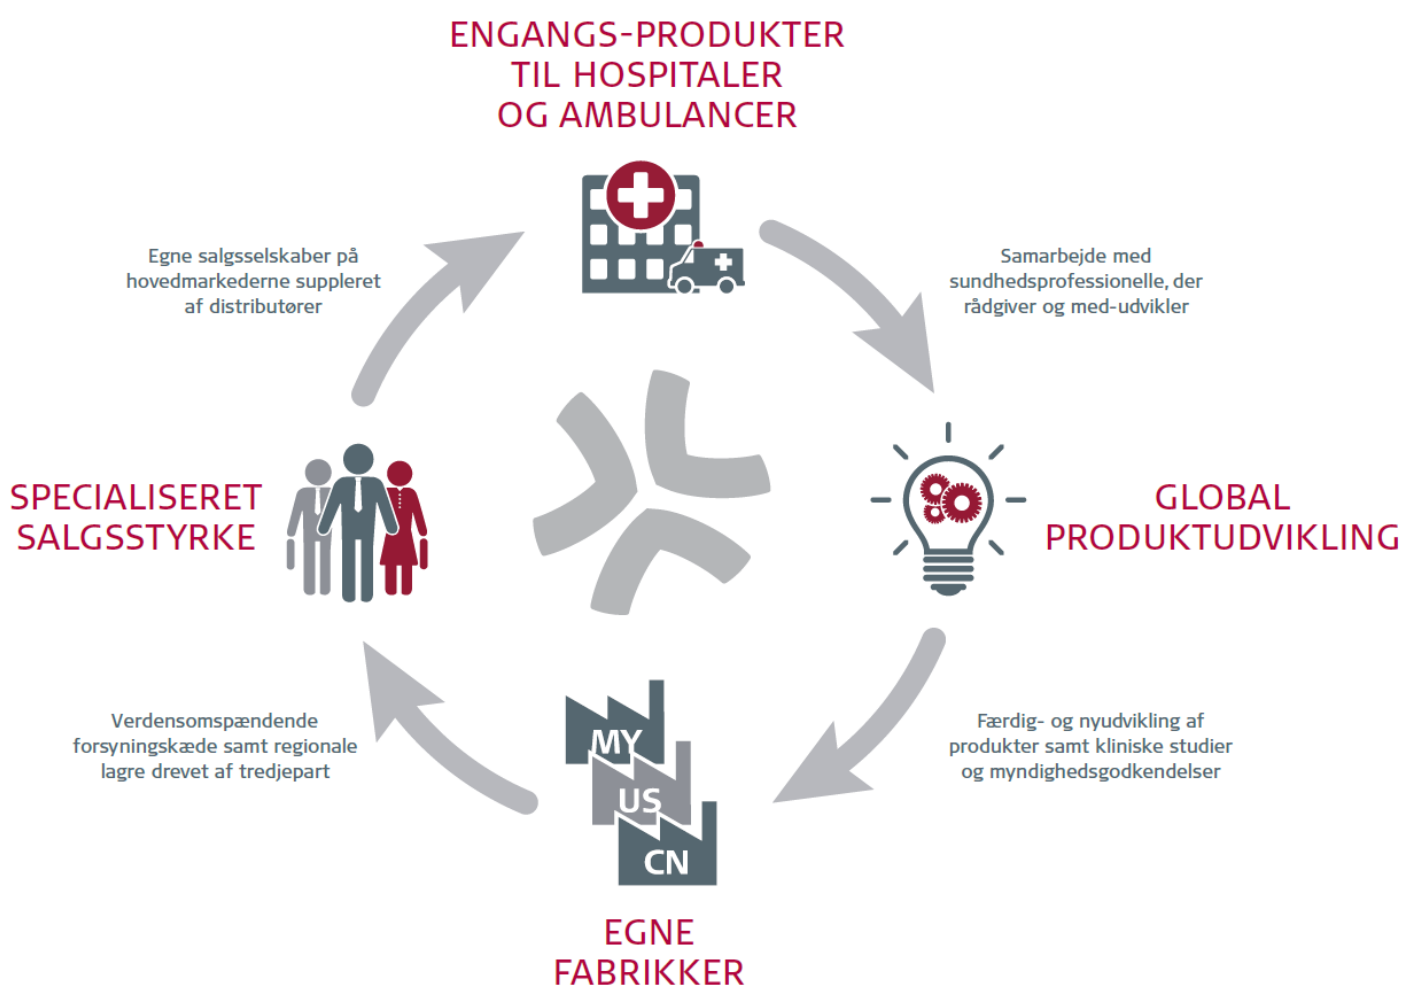 ENGANGS-PRODUKTER
TIL HOSPITALER
OG AMBULANCER
Egne salgsselskaber på
hovedmarkederne suppleret
af distributører
Samarbejde med
sundhedsprofessionelle, der
rådgiver og med-udvikler
SPECIALISERET
SALGSSTYRKE
GLOBAL
PRODUKTUDVIKLING
Verdensomspændende
forsyningskæde samt regionale
lagre drevet af tredjepart
MY
US
CN
Færdig- og nyudvikling af
produkter samt kliniske studier
og myndighedsgodkendelser
EGNE
FABRIKKER